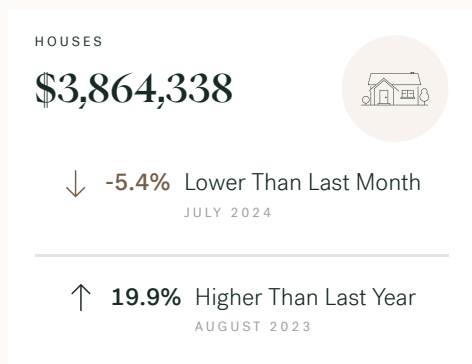 HOUSES
$3,864,338
-5.4% Lower Than Last Month
JULY 2024
19.9% Higher Than Last Year
AUGUST 2023